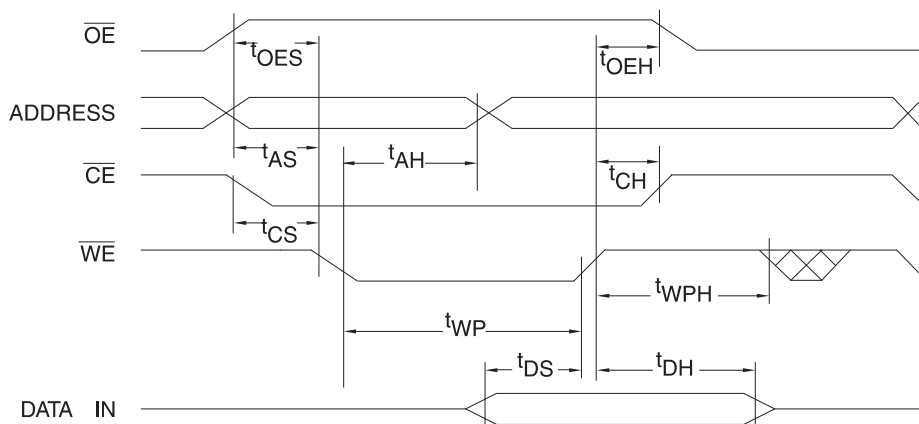 OE
tOES
tOEH
ADDRESS
tAS
tAH
CE
tCH
tCS
WE
tWPH
tWP
tDS
tDH
DATA IN